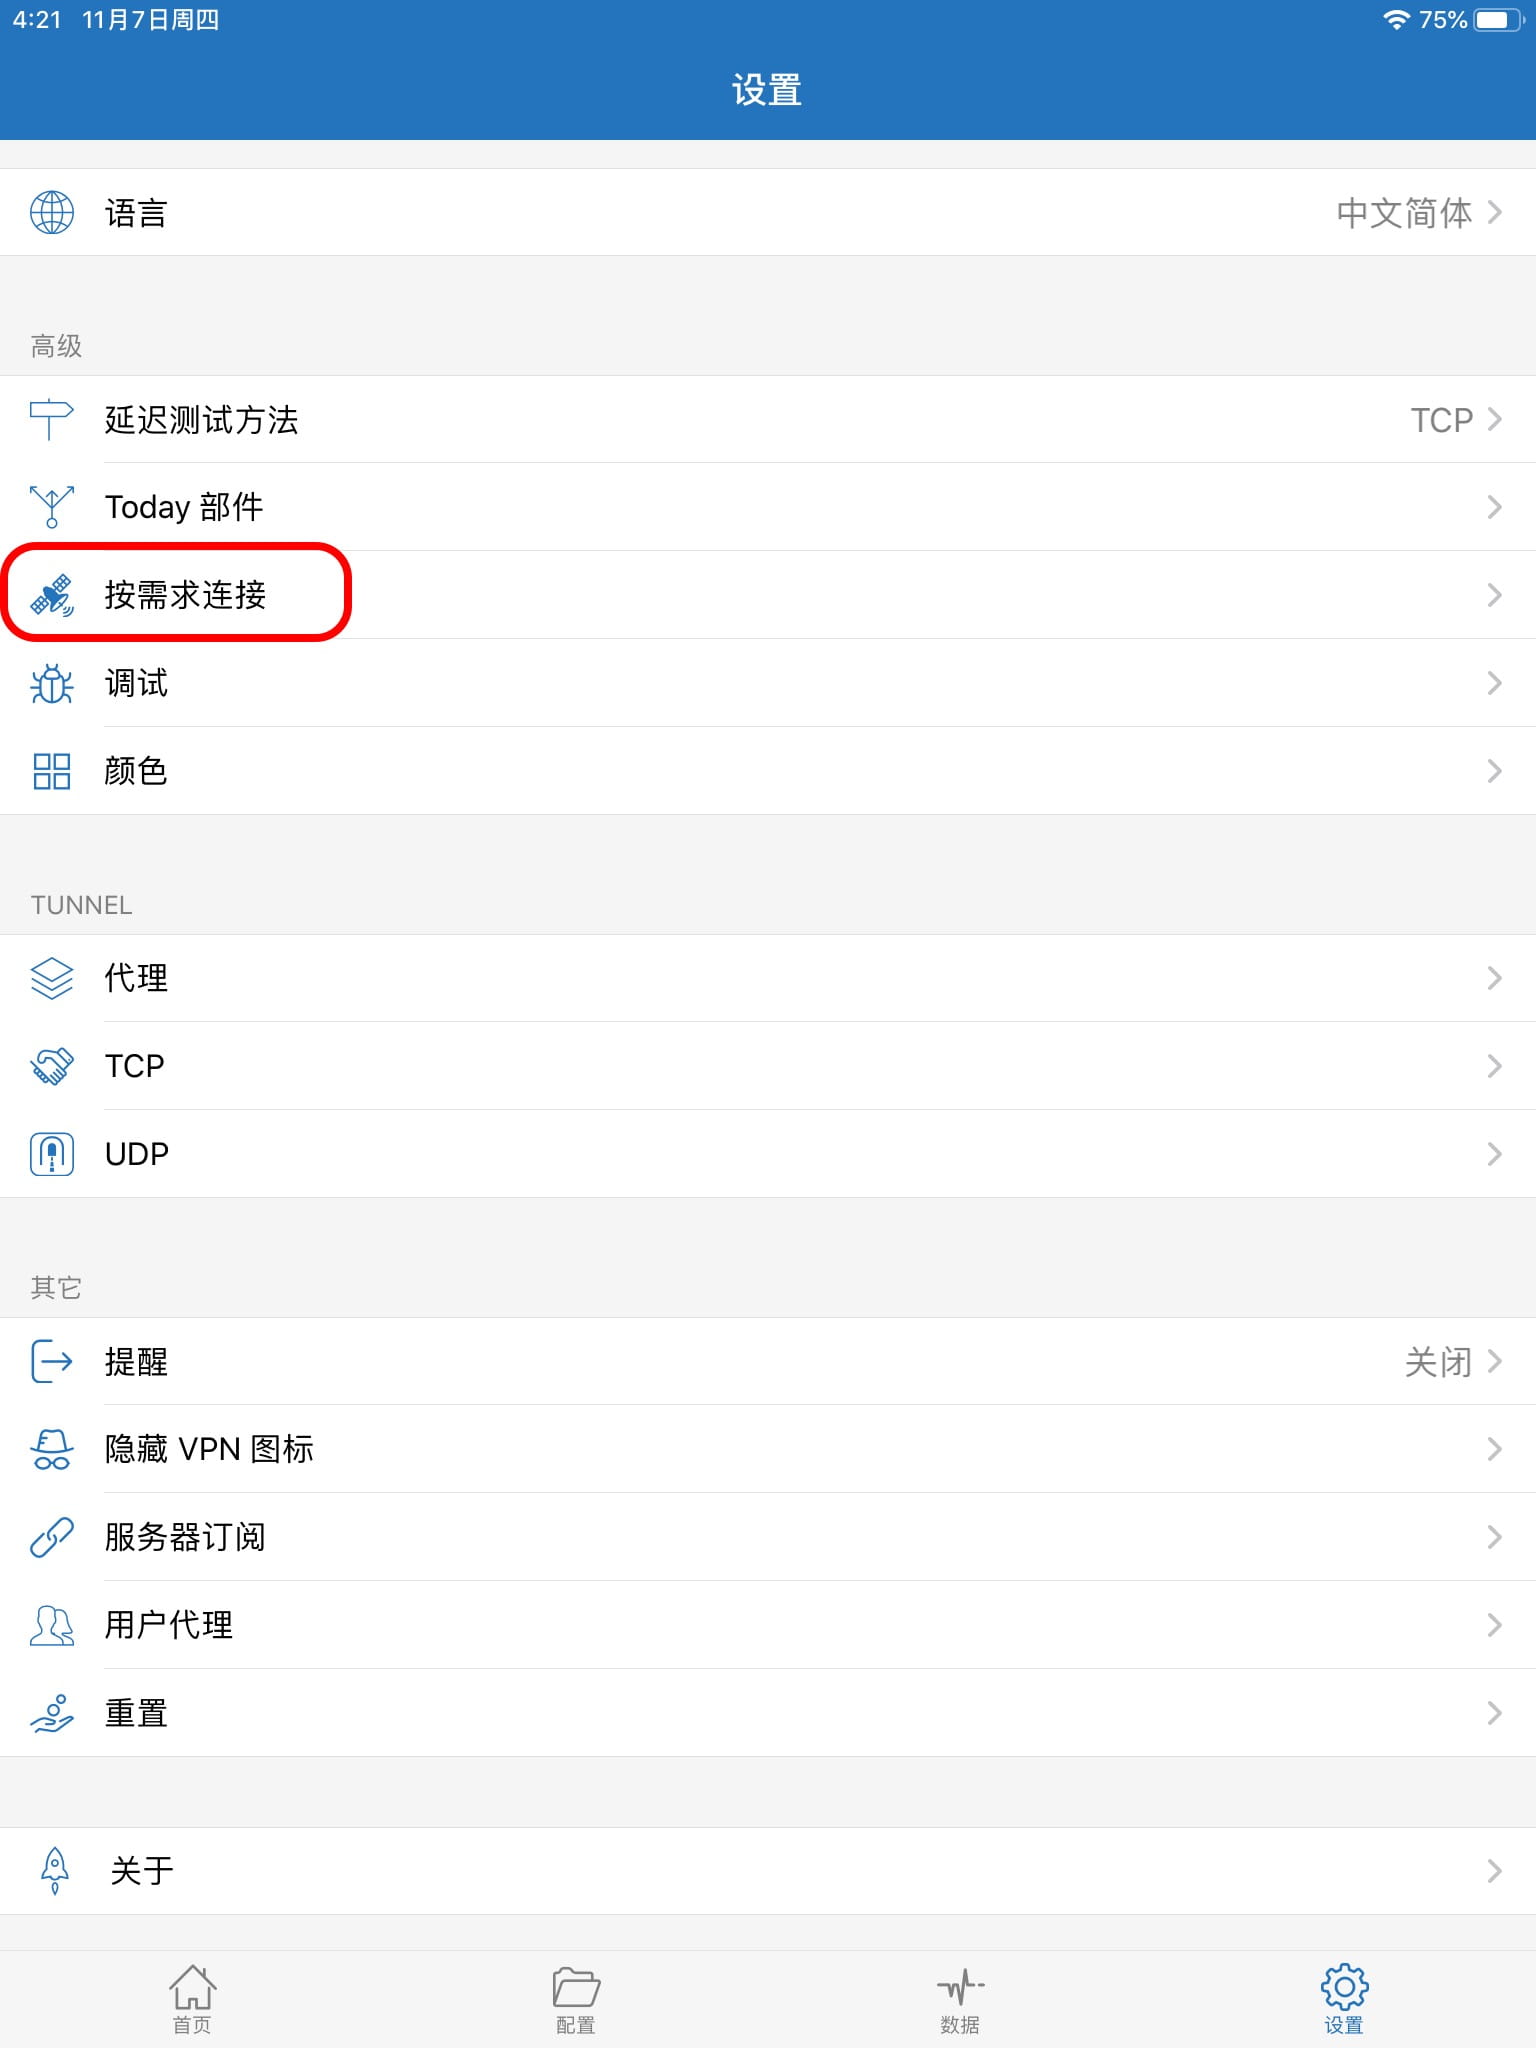 4:21 11月7日周四 75%
设置
语言 中文简体
高级
延迟测试方法 TCP
Today 部件
按需求连接
调试
颜色
TUNNEL
代理
TCP
UDP
其它
提醒 关闭
隐藏 VPN 图标
服务器订阅
用户代理
重置
关于
首页 配置 数据 设置